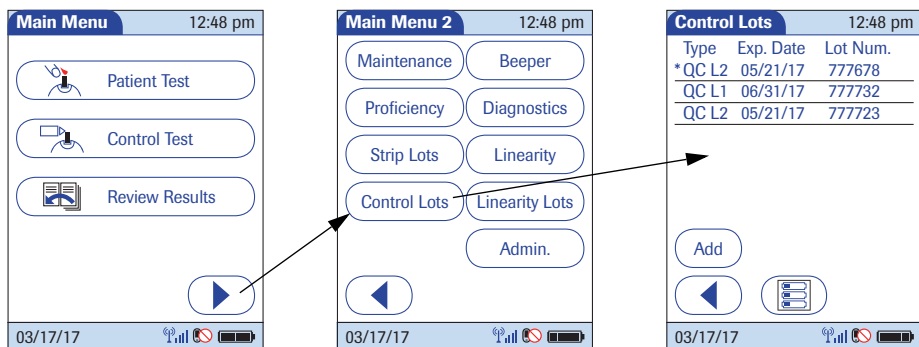 Main Menu 12:48 pm
Patient Test
Control Test
Review Results
03/17/17
Main Menu 2 12:48 pm
Maintenance Beeper
Proficiency Diagnostics
Strip Lots Linearity
Control Lots Linearity Lots
Admin.
03/17/17
Control Lots 12:48 pm
Type Exp. Date Lot Num.
*QC L2 05/21/17 777678
QC L1 06/31/17 777732
QC L2 05/21/17 777723
Add
03/17/17